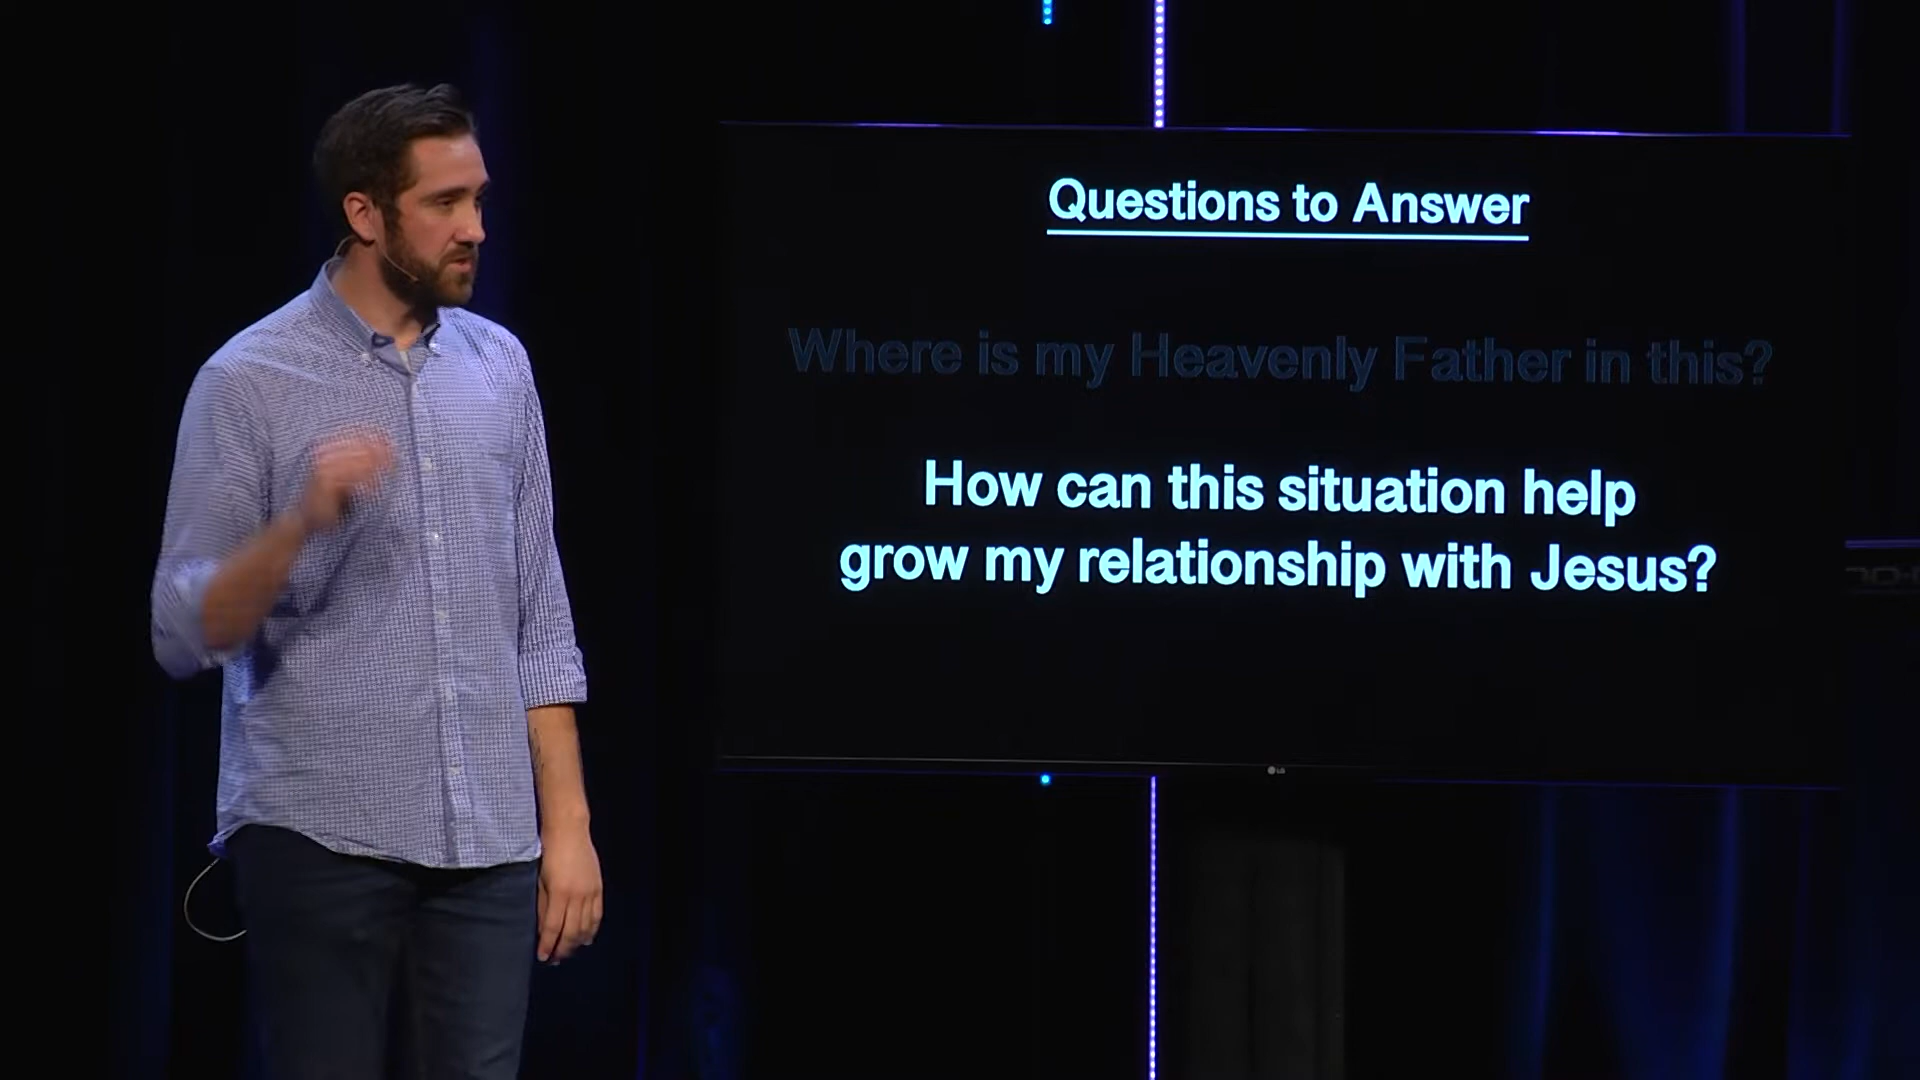 Questions to Answer
Where is my Heavenly Father in this?
How can this situation help
grow my relationship with Jesus?
LG